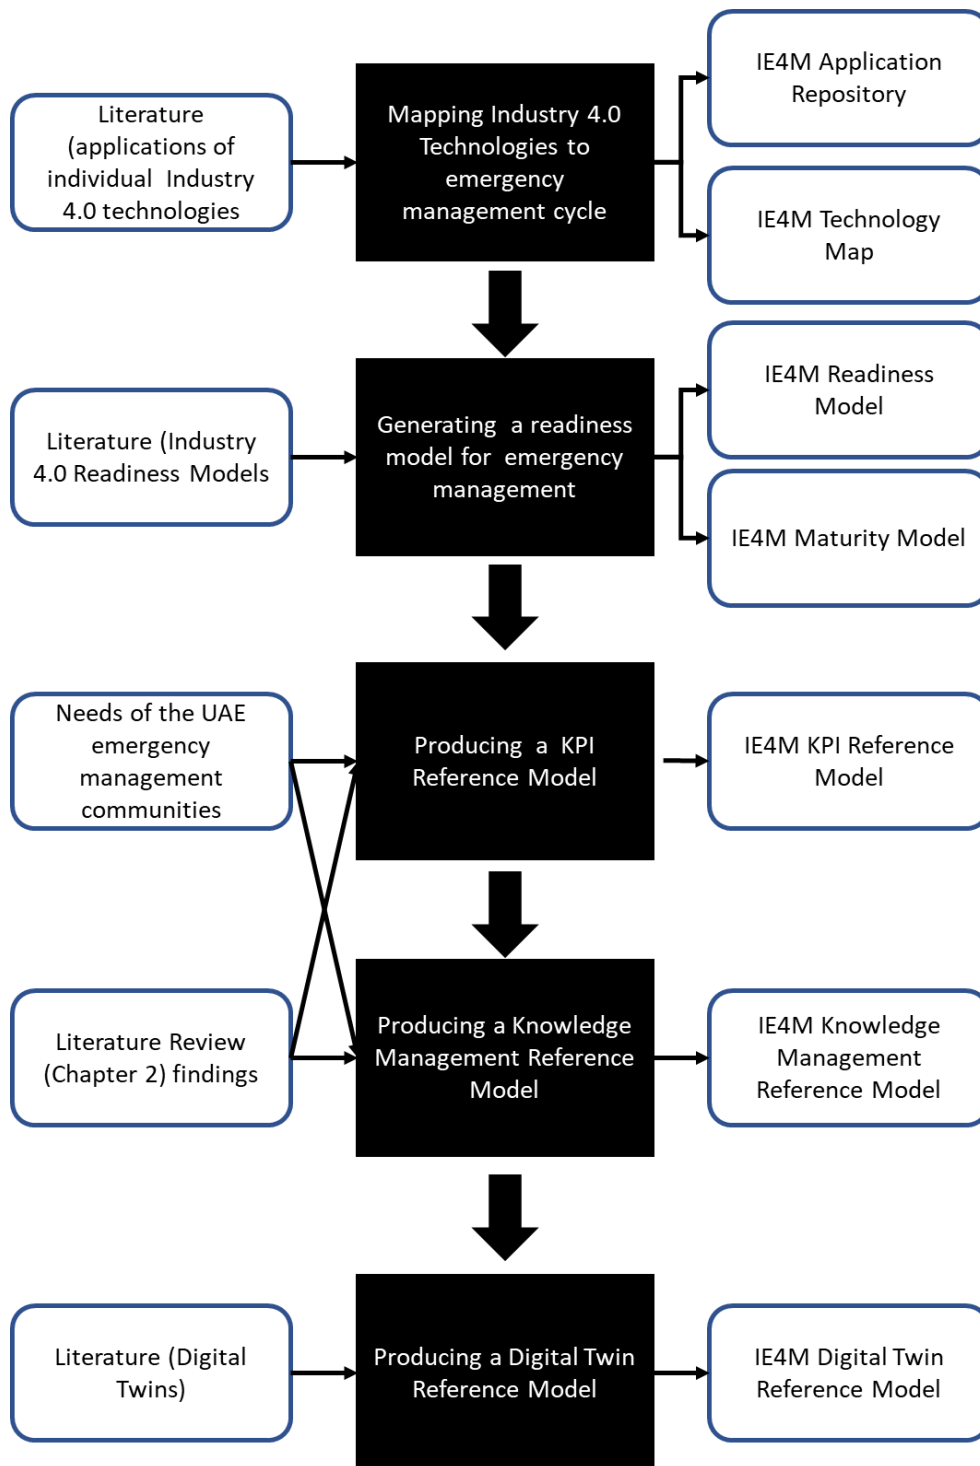 Literature
(applications of
individual Industry
4.0 technologies
Mapping Industry 4.0
Technologies to
emergency
management cycle
IE4M Application
Repository
IE4M Technology
Map
Literature (Industry
4.0 Readiness Models
Generating a readiness
model for emergency
management
IE4M Readiness
Model
IE4M Maturity Model
Needs of the UAE
emergency
management
communities
Producing a KPI
Reference Model
IE4M KPI Reference
Model
Literature Review
(Chapter 2) findings
Producing a Knowledge
Management Reference
Model
IE4M Knowledge
Management
Reference Model
Literature (Digital
Twins)
Producing a Digital Twin
Reference Model
IE4M Digital Twin
Reference Model